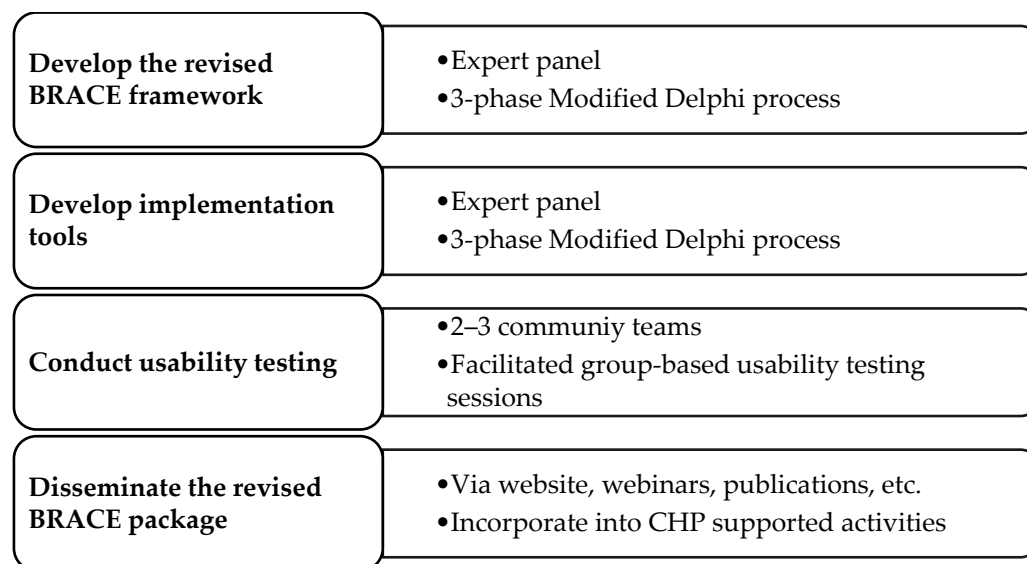 Develop the revised
BRACE framework
•Expert panel
•3-phase Modified Delphi process
Develop implementation
tools
•Expert panel
•3-phase Modified Delphi process
Conduct usability testing
•2–3 communiy teams
•Facilitated group-based usability testing
sessions
Disseminate the revised
BRACE package
•Via website, webinars, publications, etc.
•Incorporate into CHP supported activities